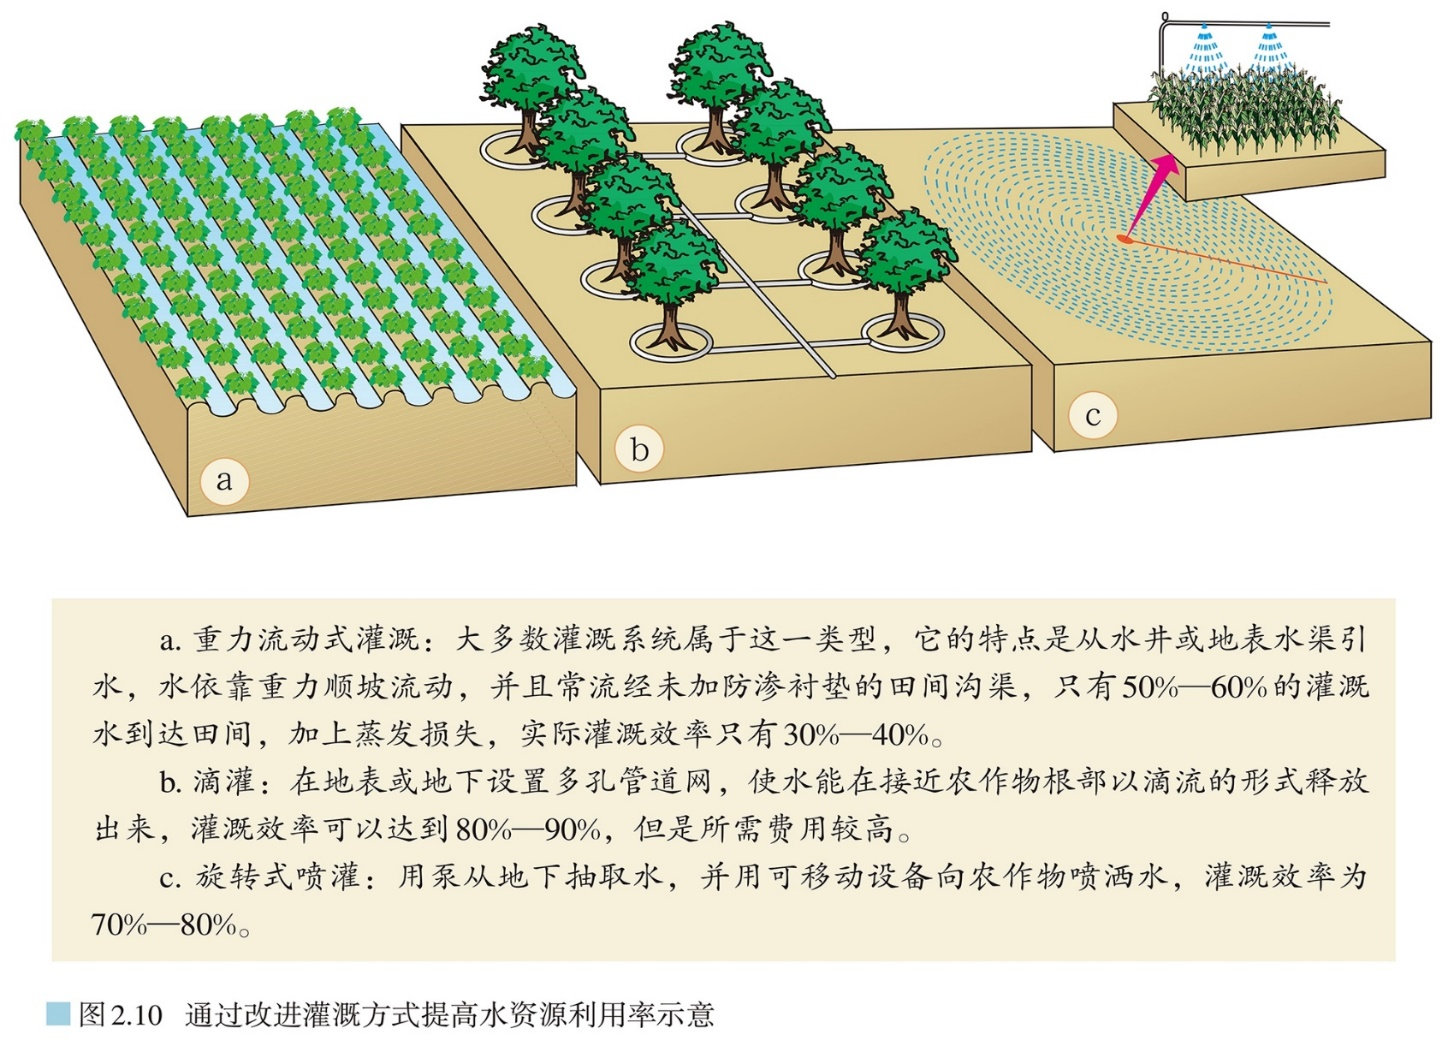 a
b
c
a. 重力流动式灌溉：大多数灌溉系统属于这一类型，它的特点是从水井或地表水渠引
水，水依靠重力顺坡流动，并且常流经未加防渗衬垫的田间沟渠，只有50%—60%的灌溉
水到达田间，加上蒸发损失，实际灌溉效率只有30%—40%。
b. 滴灌：在地表或地下设置多孔管道网，使水能在接近农作物根部以滴流的形式释放
出来，灌溉效率可以达到80%—90%，但是所需费用较高。
c. 旋转式喷灌：用泵从地下抽取水，并用可移动设备向农作物喷洒水，灌溉效率为
70%—80%。
图2.10 通过改进灌溉方式提高水资源利用率示意